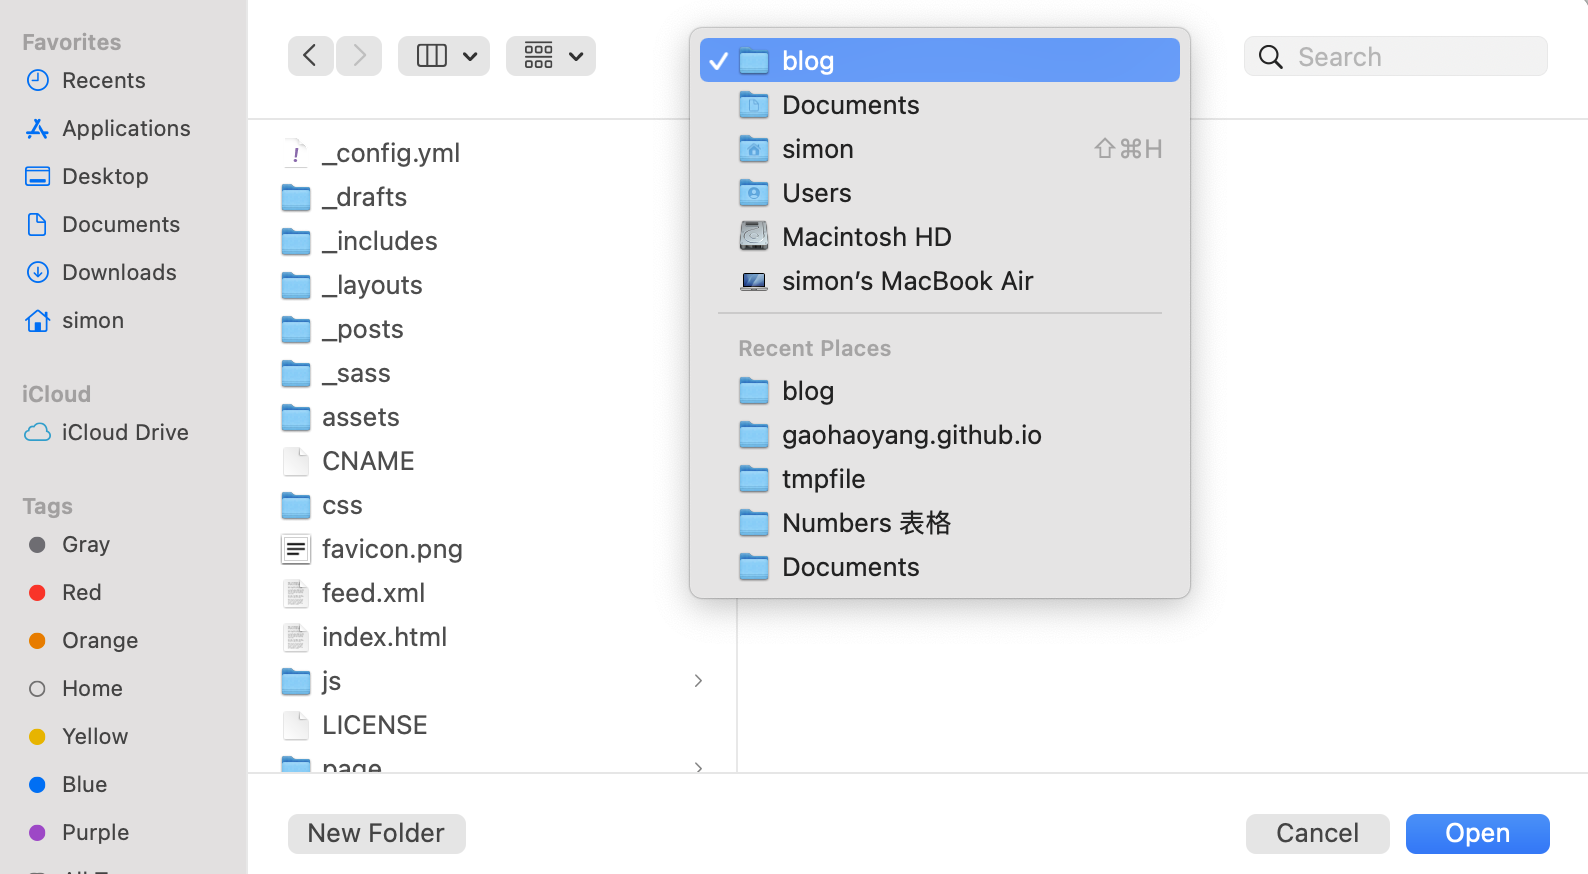 Favorites
Recents
Applications
Desktop
Documents
Downloads
simon
iCloud
iCloud Drive
Tags
Gray
Red
Orange
Home
Yellow
Blue
Purple
_config.yml
_drafts
_includes
_layouts
_posts
_sass
assets
CNAME
css
favicon.png
feed.xml
index.html
js
LICENSE
page
blog
Documents
simon ⇧⌘H
Users
Macintosh HD
simon’s MacBook Air
Recent Places
blog
gaohaoyang.github.io
tmpfile
Numbers 表格
Documents
Search
New Folder
Cancel
Open